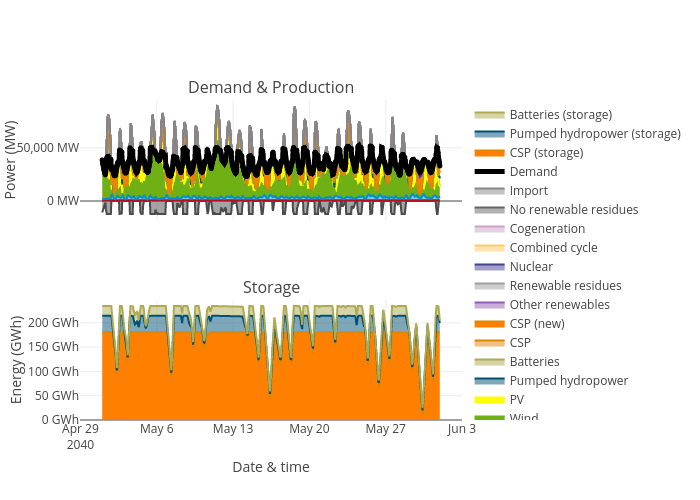 Demand & Production
Power (MW)
50,000 MW
0 MW
Storage
Energy (GWh)
200 GWh
150 GWh
100 GWh
50 GWh
0 GWh
Apr 29
2040
May 6
May 13
May 20
May 27
Jun 3
Date & time
Batteries (storage)
Pumped hydropower (storage)
CSP (storage)
Demand
Import
No renewable residues
Cogeneration
Combined cycle
Nuclear
Renewable residues
Other renewables
CSP (new)
CSP
Batteries
Pumped hydropower
PV
Wind